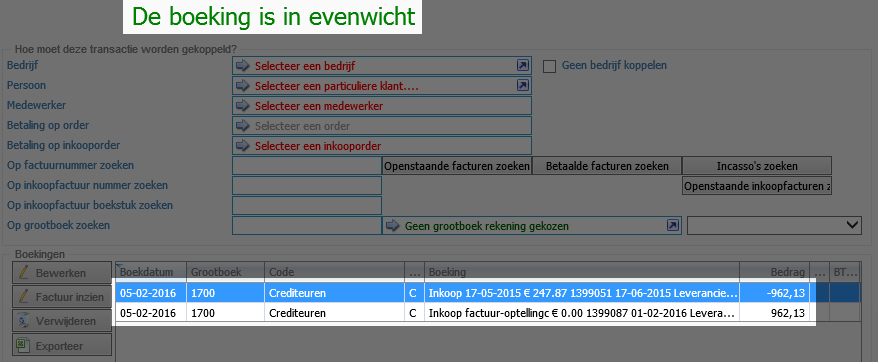 De boeking is in evenwicht
Hoe moet deze transactie worden gekoppeld?
Bedrijf Selecteer een bedrijf Geen bedrijf koppelen
Persoon Selecteer een particuliere klant....
Medewerker Selecteer een medewerker
Betaling op order Selecteer een order
Betaling op inkooporder Selecteer een inkooporder
Op factuurnummer zoeken Openstaande facturen zoeken Betaalde facturen zoeken Incasso's zoeken
Op inkoopfactuur nummer zoeken Openstaande inkoopfacturen z
Op inkoopfactuur boekstuk zoeken
Op grootboek zoeken Geen grootboek rekening gekozen
Boekingen
Bewerken
Factuur inzien
Verwijderen
Exporteer
Boekdatum Grootboek Code ... Boeking Bedrag ... BT...
05-02-2016 1700 Crediteuren C Inkoop 17-05-2015 € 247.87 1399051 17-06-2015 Leverancie... -962,13
05-02-2016 1700 Crediteuren C Inkoop factuur-optellingc € 0.00 1399087 01-02-2016 Levera... 962,13